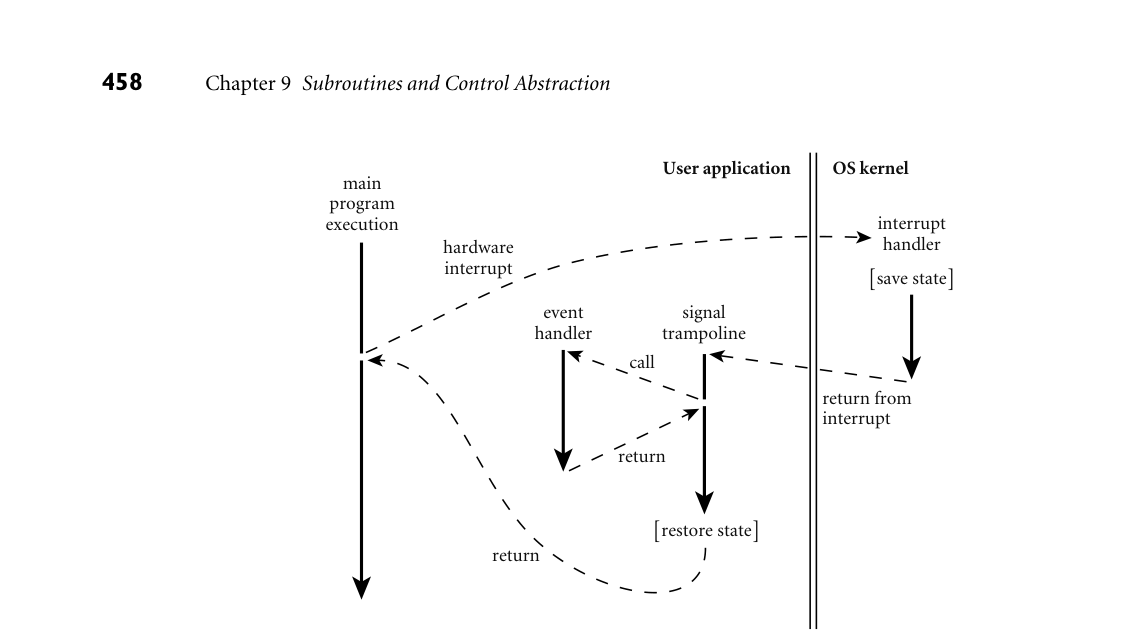 458 Chapter 9 Subroutines and Control Abstraction
User application
OS kernel
main
program
execution
hardware
interrupt
interrupt
handler
[save state]
event
handler
signal
trampoline
call
return from
interrupt
return
[restore state]
return